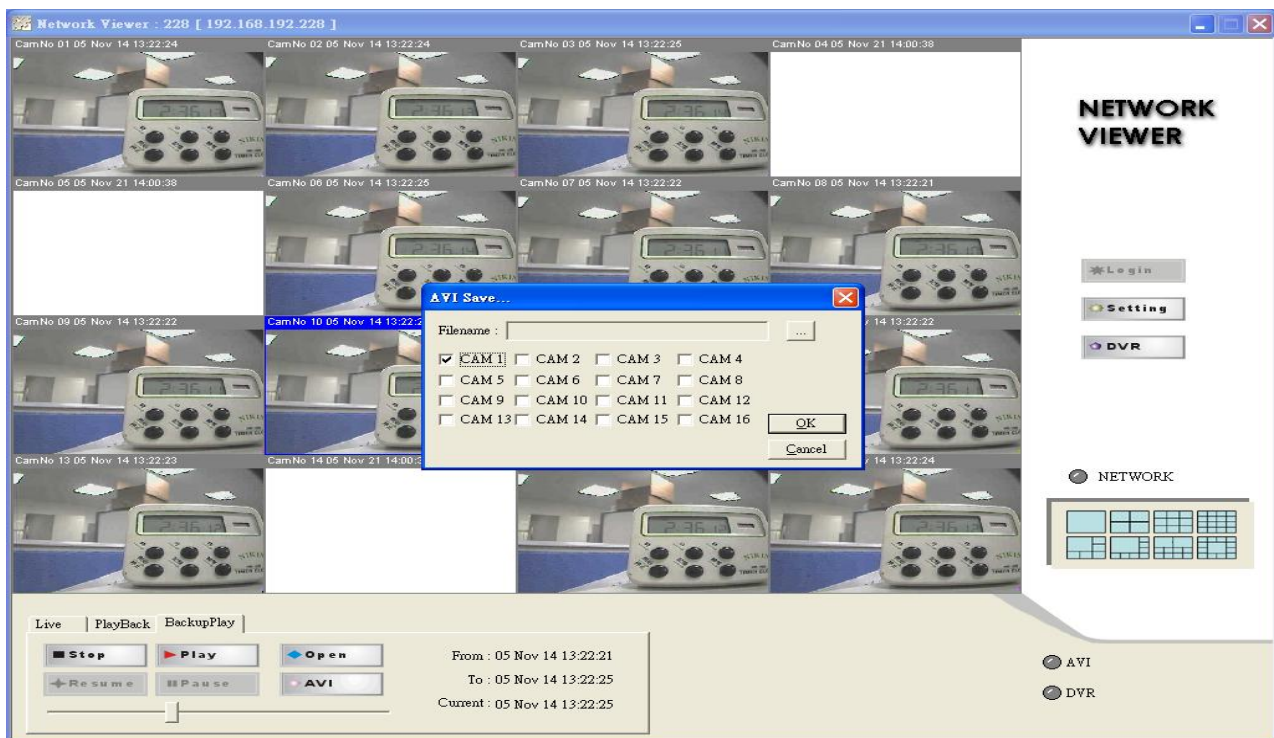 Network Viewer : 228 [ 192.168.192.228 ]
CamNo 01 05 Nov 14 13:22:24
CamNo 02 05 Nov 14 13:22:24
CamNo 03 05 Nov 14 13:22:25
CamNo 04 05 Nov 21 14:00:38
NETWORK
VIEWER
CamNo 05 05 Nov 21 14:00:38
CamNo 06 05 Nov 14 13:22:25
CamNo 07 05 Nov 14 13:22:22
CamNo 08 05 Nov 14 13:22:21
Login
Setting
DVR
AVI Save...
Filename :
...
CAM 1 CAM 2 CAM 3 CAM 4
CAM 5 CAM 6 CAM 7 CAM 8
CAM 9 CAM 10 CAM 11 CAM 12
CAM 13 CAM 14 CAM 15 CAM 16
OK
Cancel
CamNo 09 05 Nov 14 13:22:22
CamNo 10 05 Nov 14 13:22:2
14 13:22:22
CamNo 13 05 Nov 14 13:22:23
CamNo 14 05 Nov 21 14:00:3
14 13:22:24
NETWORK
Live PlayBack BackupPlay
Stop Play Open
Resume Pause AVI
From : 05 Nov 14 13:22:21
To : 05 Nov 14 13:22:25
Current : 05 Nov 14 13:22:25
AVI
DVR